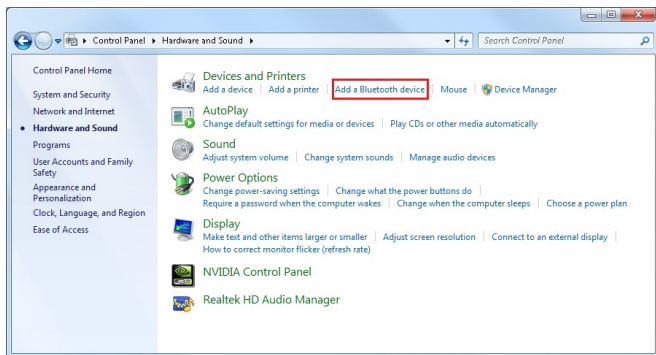 Control Panel ▸ Hardware and Sound ▸
Search Control Panel
Control Panel Home
System and Security
Network and Internet
Hardware and Sound
Programs
User Accounts and Family
Safety
Appearance and
Personalization
Clock, Language, and Region
Ease of Access
Devices and Printers
Add a device | Add a printer | Add a Bluetooth device | Mouse | Device Manager
AutoPlay
Change default settings for media or devices | Play CDs or other media automatically
Sound
Adjust system volume | Change system sounds | Manage audio devices
Power Options
Change power-saving settings | Change what the power buttons do |
Require a password when the computer wakes | Change when the computer sleeps | Choose a power plan
Display
Make text and other items larger or smaller | Adjust screen resolution | Connect to an external display |
How to correct monitor flicker (refresh rate)
NVIDIA Control Panel
Realtek HD Audio Manager